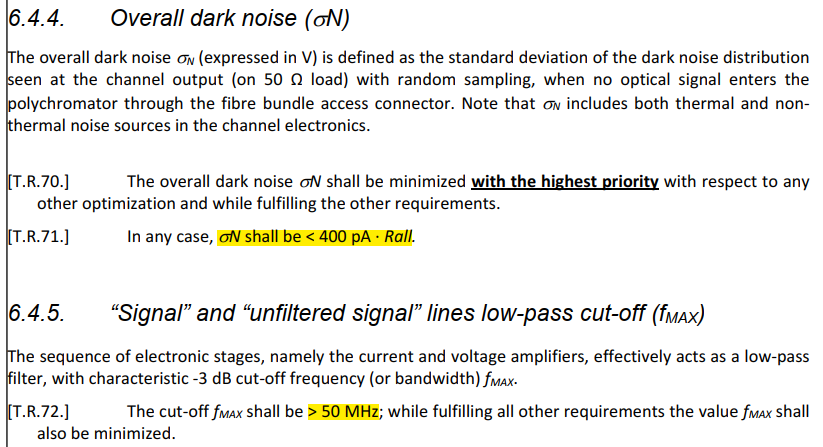 6.4.4. Overall dark noise (σN)
The overall dark noise σN (expressed in V) is defined as the standard deviation of the dark noise distribution
seen at the channel output (on 50 Ω load) with random sampling, when no optical signal enters the
polychromator through the fibre bundle access connector. Note that σN includes both thermal and non-
thermal noise sources in the channel electronics.
[T.R.70.] The overall dark noise σN shall be minimized with the highest priority with respect to any
other optimization and while fulfilling the other requirements.
[T.R.71.] In any case, σN shall be < 400 pA · Rall.
6.4.5. “Signal” and “unfiltered signal” lines low-pass cut-off (fMAX)
The sequence of electronic stages, namely the current and voltage amplifiers, effectively acts as a low-pass
filter, with characteristic -3 dB cut-off frequency (or bandwidth) fMAX.
[T.R.72.] The cut-off fMAX shall be > 50 MHz; while fulfilling all other requirements the value fMAX shall
also be minimized.